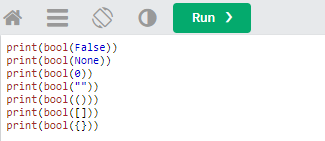 Run ❯
print(bool(False))
print(bool(None))
print(bool(0))
print(bool(""))
print(bool(()))
print(bool([]))
print(bool({}))